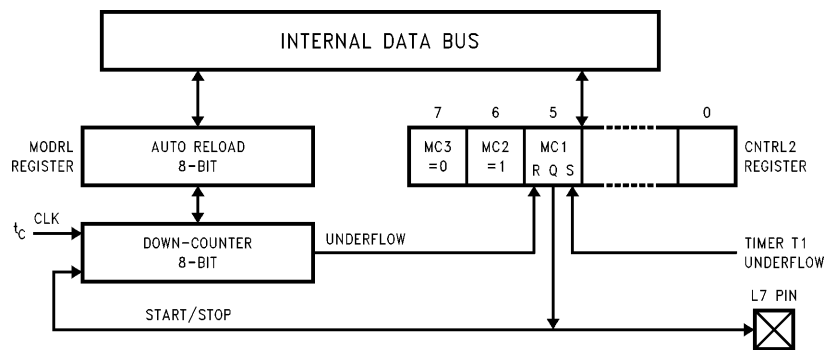 INTERNAL DATA BUS
7 6 5 0
MODRL
REGISTER
AUTO RELOAD
8-BIT
MC3
=0
MC2
=1
MC1
R Q S
CNTRL2
REGISTER
tC CLK
DOWN-COUNTER
8-BIT
UNDERFLOW
TIMER T1
UNDERFLOW
START/STOP
L7 PIN